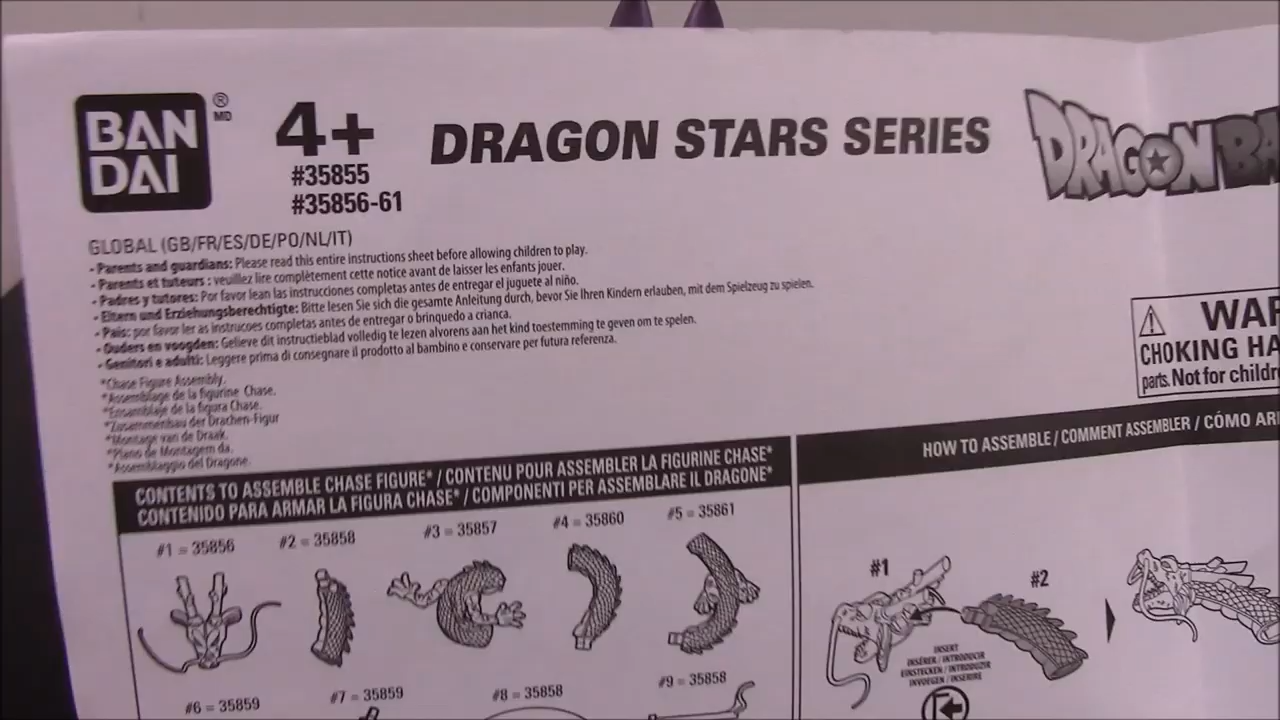 BAN
DAI
®
MD
4+
#35855
#35856-61
DRAGON STARS SERIES
DRAGON BA
GLOBAL (GB/FR/ES/DE/PO/NL/IT)
- Parents and guardians: Please read this entire instructions sheet before allowing children to play.
- Parents et tuteurs : veuillez lire complètement cette notice avant de laisser les enfants jouer.
- Padres y tutores: Por favor lean las instrucciones completas antes de entregar el juguete al niño.
- Eltern und Erziehungsberechtigte: Bitte lesen Sie sich die gesamte Anleitung durch, bevor Sie Ihren Kindern erlauben, mit dem Spielzeug zu spielen.
- Pais: por favor ler as instrucoes completas antes de entregar o brinquedo a crianca.
- Ouders en voogden: Gelieve dit instructieblad volledig te lezen alvorens aan het kind toestemming te geven om te spelen.
- Genitori e adulti: Leggere prima di consegnare il prodotto al bambino e conservare per futura referenza.
*Chase Figure Assembly.
*Assemblage de la figurine Chase.
*Ensamblaje de la figura Chase.
*Zusammenbau der Drachen-Figur
*Montage van de Draak.
*Plano de Montagem da.
*Assemblaggio del Dragone.
WAR
CHOKING HA
parts. Not for childr
CONTENTS TO ASSEMBLE CHASE FIGURE* / CONTENU POUR ASSEMBLER LA FIGURINE CHASE*
CONTENIDO PARA ARMAR LA FIGURA CHASE* / COMPONENTI PER ASSEMBLARE IL DRAGONE*
#1 = 35856
#2 = 35858
#3 = 35857
#4 = 35860
#5 = 35861
#6 = 35859
#7 = 35859
#8 = 35858
#9 = 35858
HOW TO ASSEMBLE / COMMENT ASSEMBLER / CÓMO AR
#1
#2
INSERT
INSÉRER / INTRODUCIR
EINSTECKEN / INTRODUZIR
INVOEGEN / INSERIRE